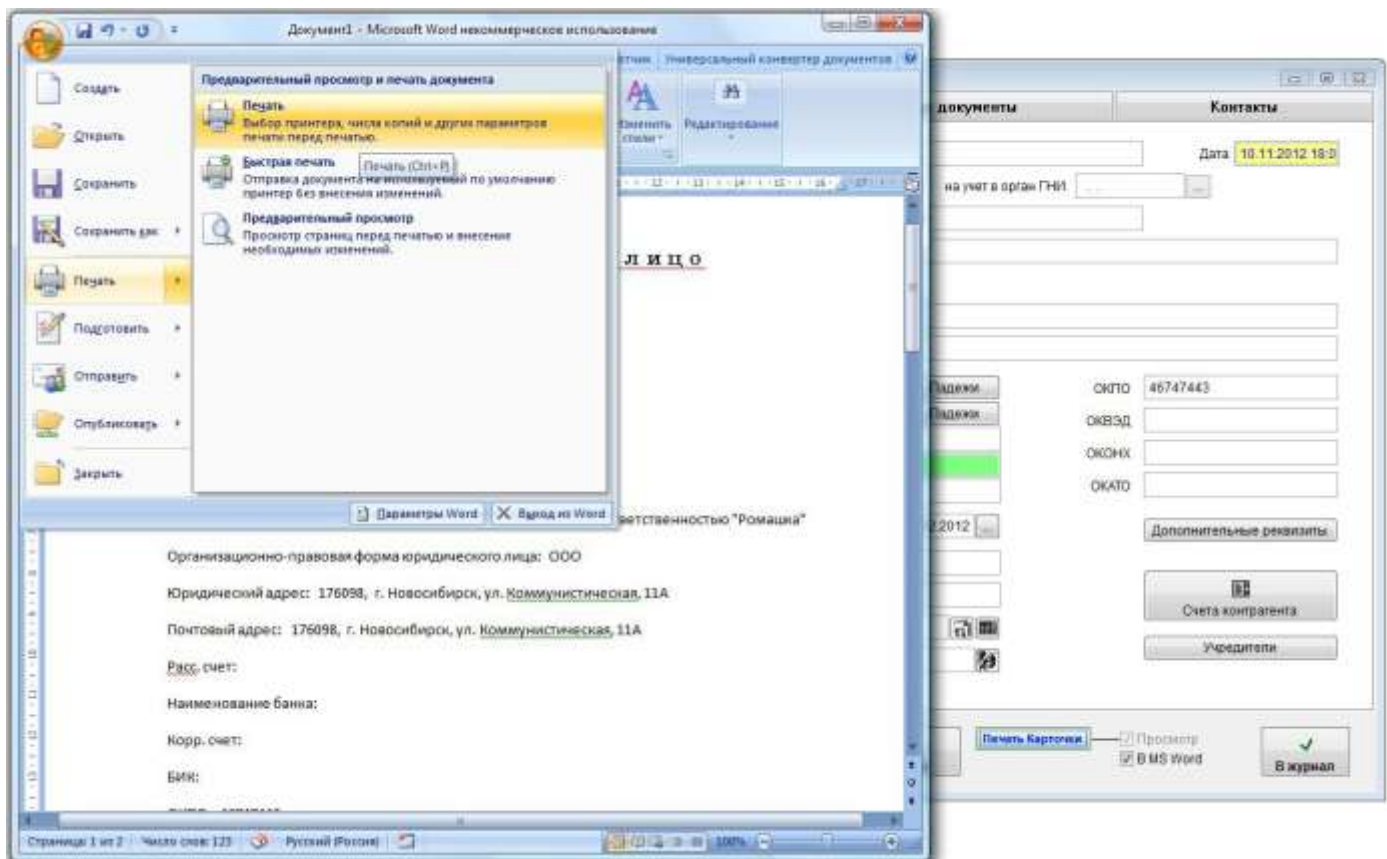 Документ1 - Microsoft Word некоммерческое использование
Универсальный конвертер документов
Создать
Открыть
Сохранить
Сохранить как
Печать
Подготовить
Отправить
Опубликовать
Закрыть
Предварительный просмотр и печать документа
Печать
Выбор принтера, числа копий и других параметров
печати перед печатью.
Быстрая печать
Печать (Ctrl+P)
Отправка документа на используемый по умолчанию
принтер без внесения изменений.
Предварительный просмотр
Просмотр страниц перед печатью и внесение
необходимых изменений.
Параметры Word
Выход из Word
Изменить
стили
Редактирование
лицо
ветственностью "Ромашка"
Организационно-правовая форма юридического лица: ООО
Юридический адрес: 176098, г. Новосибирск, ул. Коммунистическая, 11А
Почтовый адрес: 176098, г. Новосибирск, ул. Коммунистическая, 11А
Расс. счет:
Наименование банка:
Корр. счет:
БИК:
Страница: 1 из 2
Число слов: 123
Русский (Россия)
100%
документы
Контакты
Дата 10.11.2012 18:0
на учет в орган ГНИ
Падежи
Падежи
ОКПО 46747443
ОКВЭД
ОКОНХ
ОКАТО
.2012
Дополнительные реквизиты
Счета контрагента
Учредители
Печать Карточки
Просмотр
В MS Word
В журнал